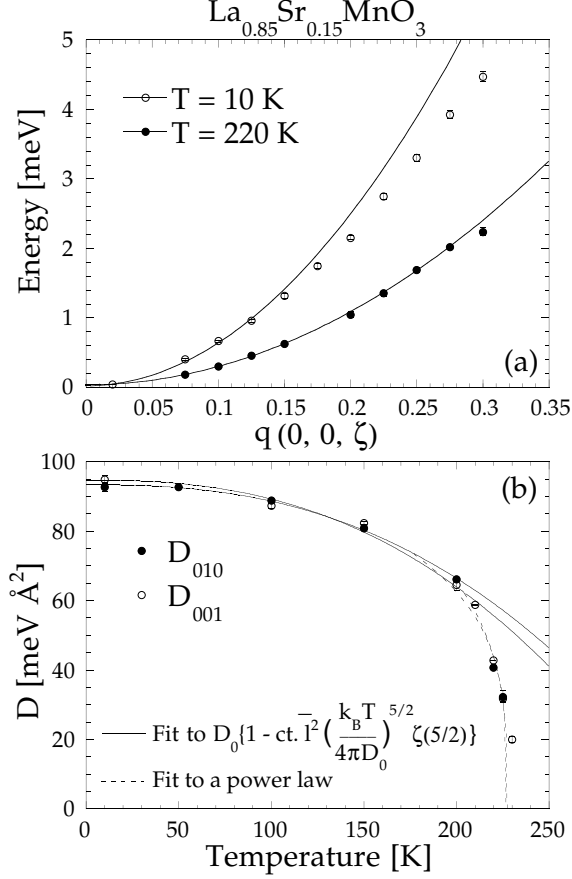 La0.85Sr0.15MnO3
5
4
3
2
1
0
Energy [meV]
T = 10 K
T = 220 K
(a)
0 0.05 0.1 0.15 0.2 0.25 0.3 0.35
q (0, 0, ζ)
100
80
60
40
20
0
D [meV Å²]
(b)
D010
D001
Fit to D0{1 - ct. l̅² (kBT/4πD0)^5/2 ζ(5/2)}
Fit to a power law
0 50 100 150 200 250
Temperature [K]